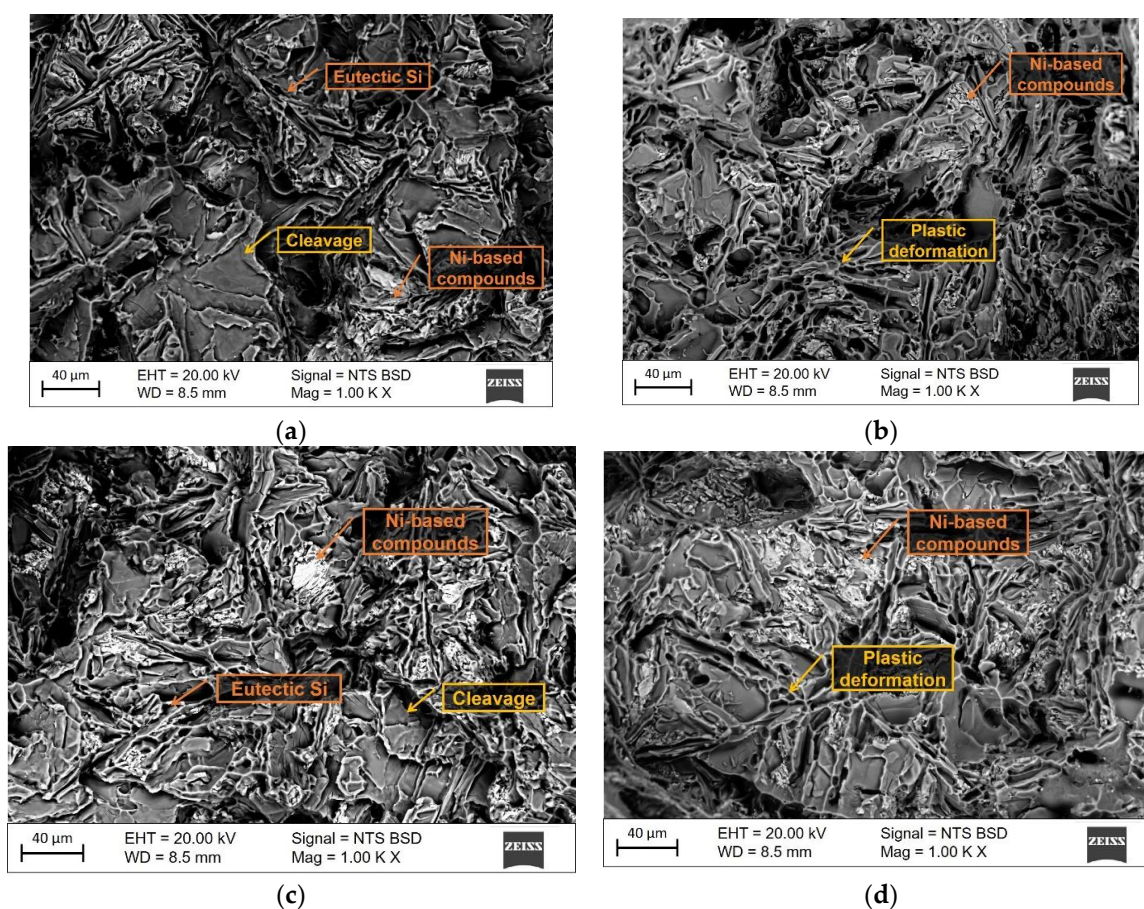 Eutectic Si
Cleavage
Ni-based
compounds
40 µm
EHT = 20.00 kV
WD = 8.5 mm
Signal = NTS BSD
Mag = 1.00 K X
ZEISS
(a)
Ni-based
compounds
Plastic
deformation
40 µm
EHT = 20.00 kV
WD = 8.5 mm
Signal = NTS BSD
Mag = 1.00 K X
ZEISS
(b)
Ni-based
compounds
Eutectic Si
Cleavage
40 µm
EHT = 20.00 kV
WD = 8.5 mm
Signal = NTS BSD
Mag = 1.00 K X
ZEISS
(c)
Ni-based
compounds
Plastic
deformation
40 µm
EHT = 20.00 kV
WD = 8.5 mm
Signal = NTS BSD
Mag = 1.00 K X
ZEISS
(d)